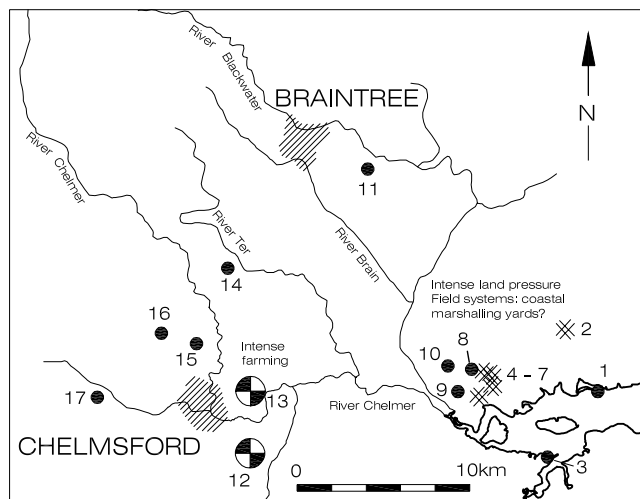 River
Blackwater
BRAINTREE
N
River Chelmer
11
River Ter
River Brain
14
Intense land pressure
Field systems: coastal
marshalling yards?
2
16
8
15
Intense
farming
10
4 - 7
1
17
13
9
River Chelmer
CHELMSFORD
12
3
0
10km